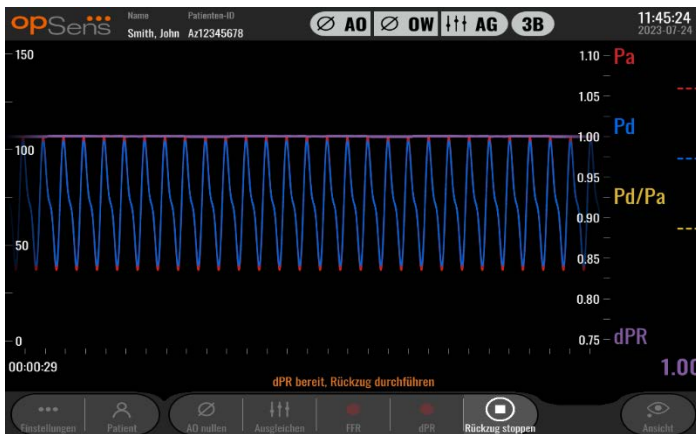 opSens
Name Patienten-ID
Smith, John Az12345678
AO OW AG 3B
11:45:24
2023-07-24
150
100
50
0
1.10
1.05
1.00
0.95
0.90
0.85
0.80
0.75
Pa
---
Pd
---
Pd/Pa
---
dPR
1.00
00:00:29
dPR bereit, Rückzug durchführen
Einstellungen Patient AO nullen Ausgleichen FFR dPR Rückzug stoppen Ansicht